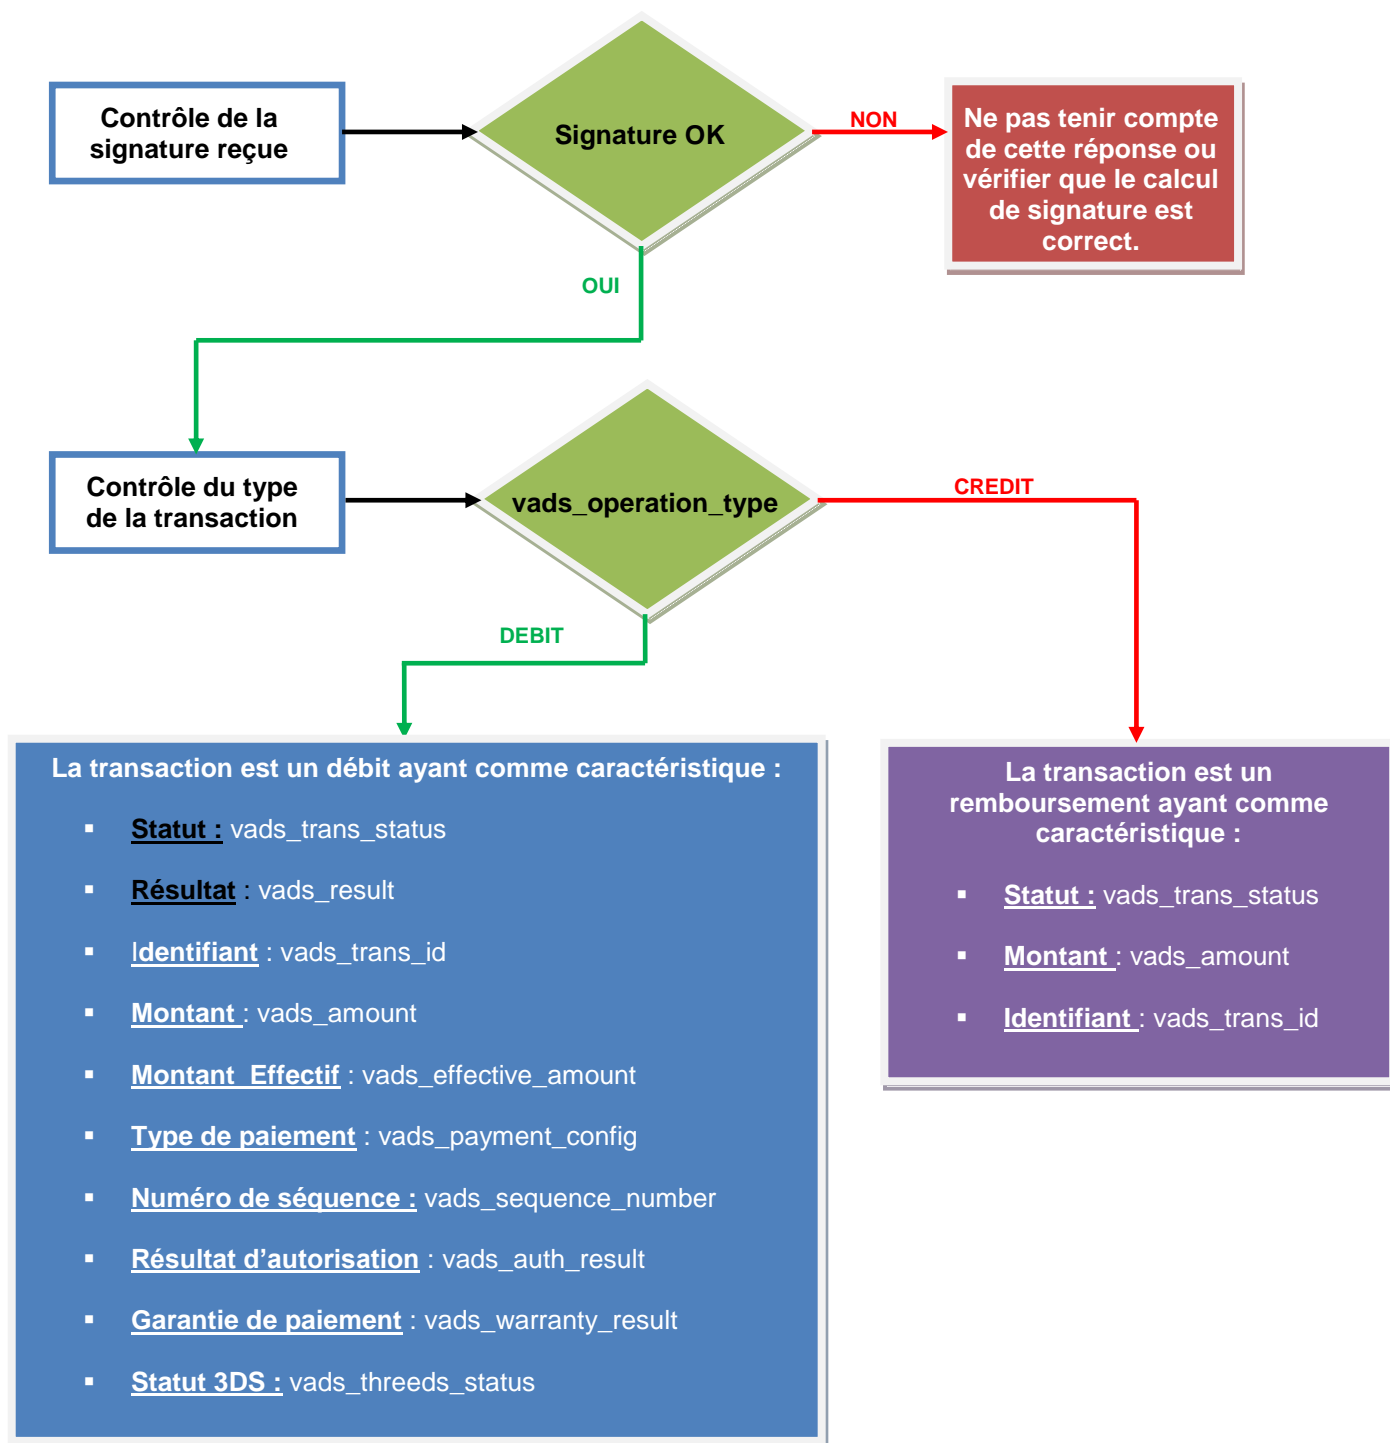 Contrôle de la
signature reçue
Signature OK
NON
Ne pas tenir compte
de cette réponse ou
vérifier que le calcul
de signature est
correct.
OUI
Contrôle du type
de la transaction
vads_operation_type
CREDIT
DEBIT
La transaction est un débit ayant comme caractéristique :
▪ Statut : vads_trans_status
▪ Résultat : vads_result
▪ Identifiant : vads_trans_id
▪ Montant : vads_amount
▪ Montant Effectif : vads_effective_amount
▪ Type de paiement : vads_payment_config
▪ Numéro de séquence : vads_sequence_number
▪ Résultat d’autorisation : vads_auth_result
▪ Garantie de paiement : vads_warranty_result
▪ Statut 3DS : vads_threeds_status
La transaction est un
remboursement ayant comme
caractéristique :
▪ Statut : vads_trans_status
▪ Montant : vads_amount
▪ Identifiant : vads_trans_id